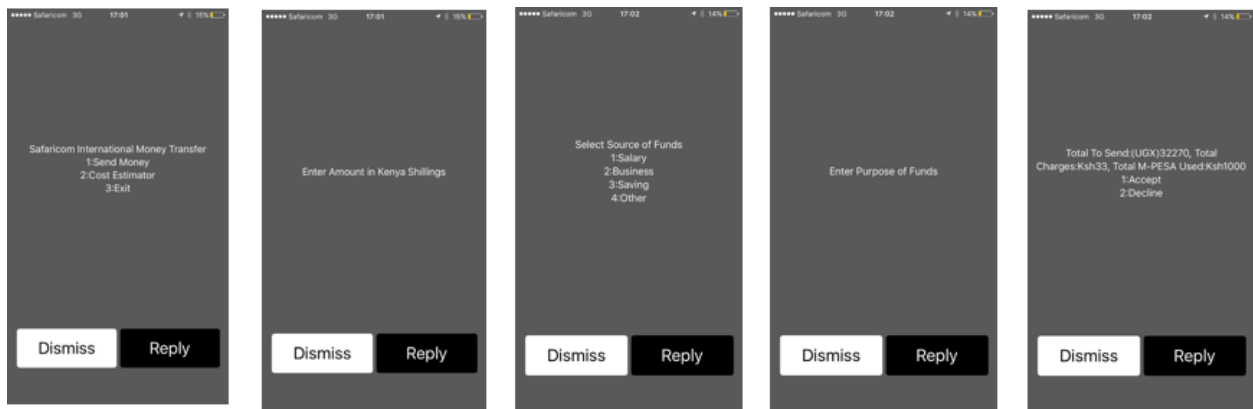 Safaricom 3G 17:01 15%
Safaricom International Money Transfer
1:Send Money
2:Cost Estimator
3:Exit
Dismiss Reply
Safaricom 3G 17:01 15%
Enter Amount in Kenya Shillings
Dismiss Reply
Safaricom 3G 17:02 14%
Select Source of Funds
1:Salary
2:Business
3:Saving
4:Other
Dismiss Reply
Safaricom 3G 17:02 14%
Enter Purpose of Funds
Dismiss Reply
Safaricom 3G 17:02 14%
Total To Send:(UGX)32270, Total
Charges:Ksh33, Total M-PESA Used:Ksh1000
1:Accept
2:Decline
Dismiss Reply